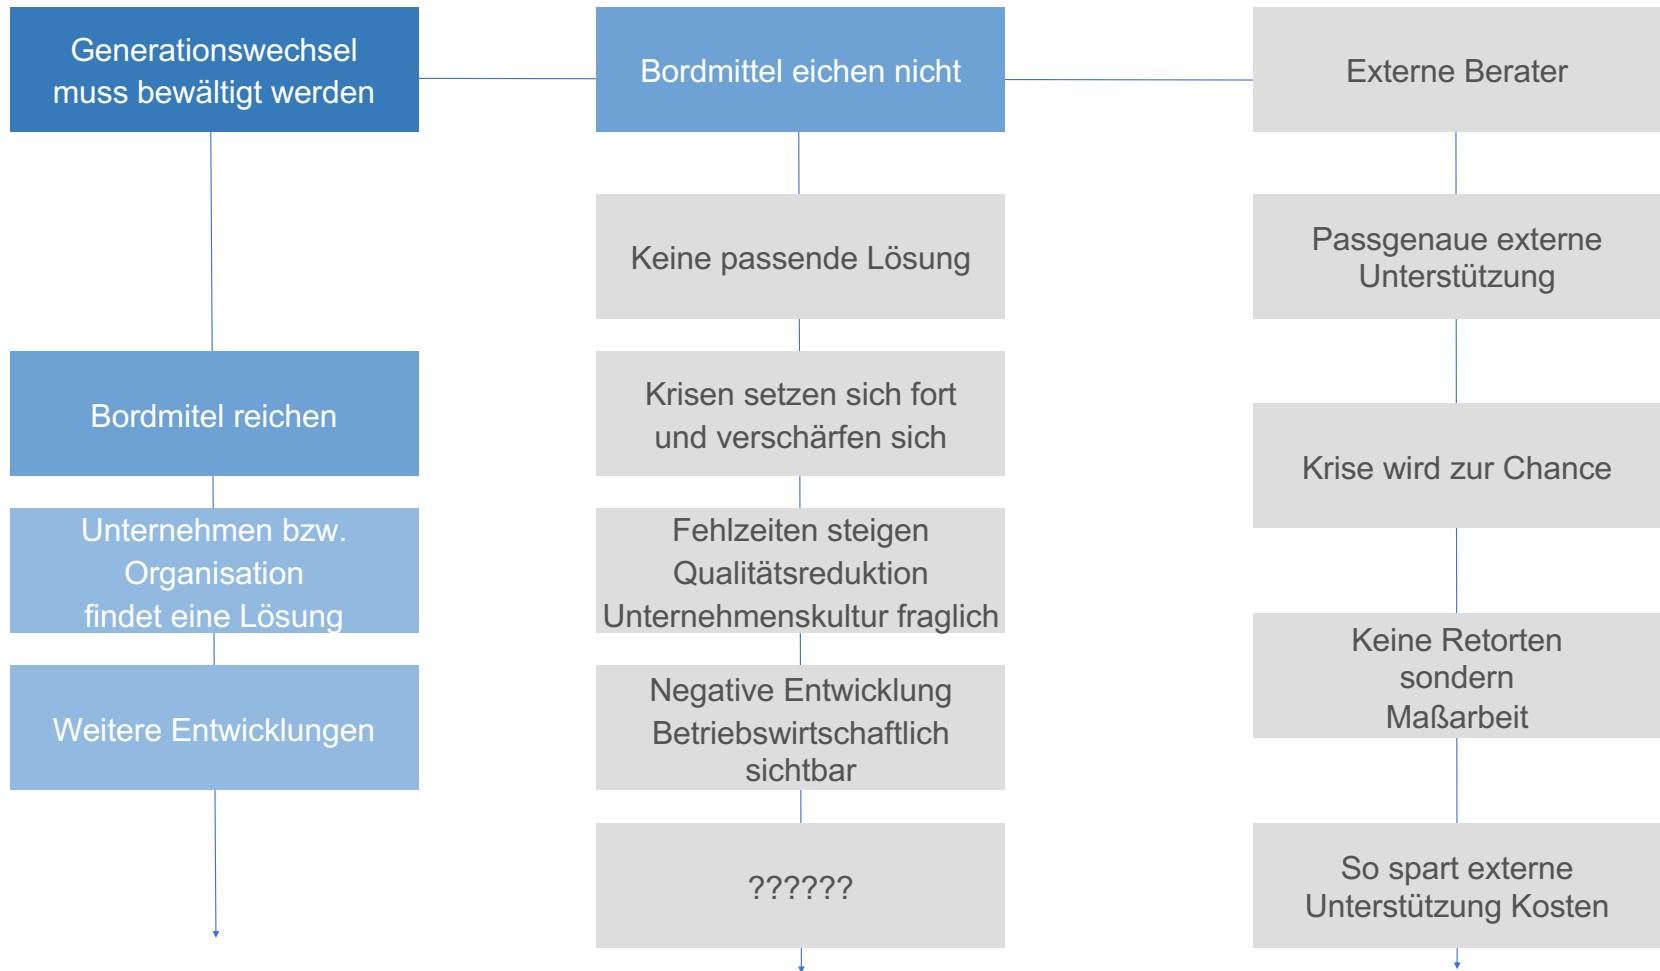 Generationswechsel
muss bewältigt werden
Bordmitel reichen
Unternehmen bzw.
Organisation
findet eine Lösung
Weitere Entwicklungen
Bordmittel eichen nicht
Keine passende Lösung
Krisen setzen sich fort
und verschärfen sich
Fehlzeiten steigen
Qualitätsreduktion
Unternehmenskultur fraglich
Negative Entwicklung
Betriebswirtschaftlich
sichtbar
??????
Externe Berater
Passgenaue externe
Unterstützung
Krise wird zur Chance
Keine Retorten
sondern
Maßarbeit
So spart externe
Unterstützung Kosten